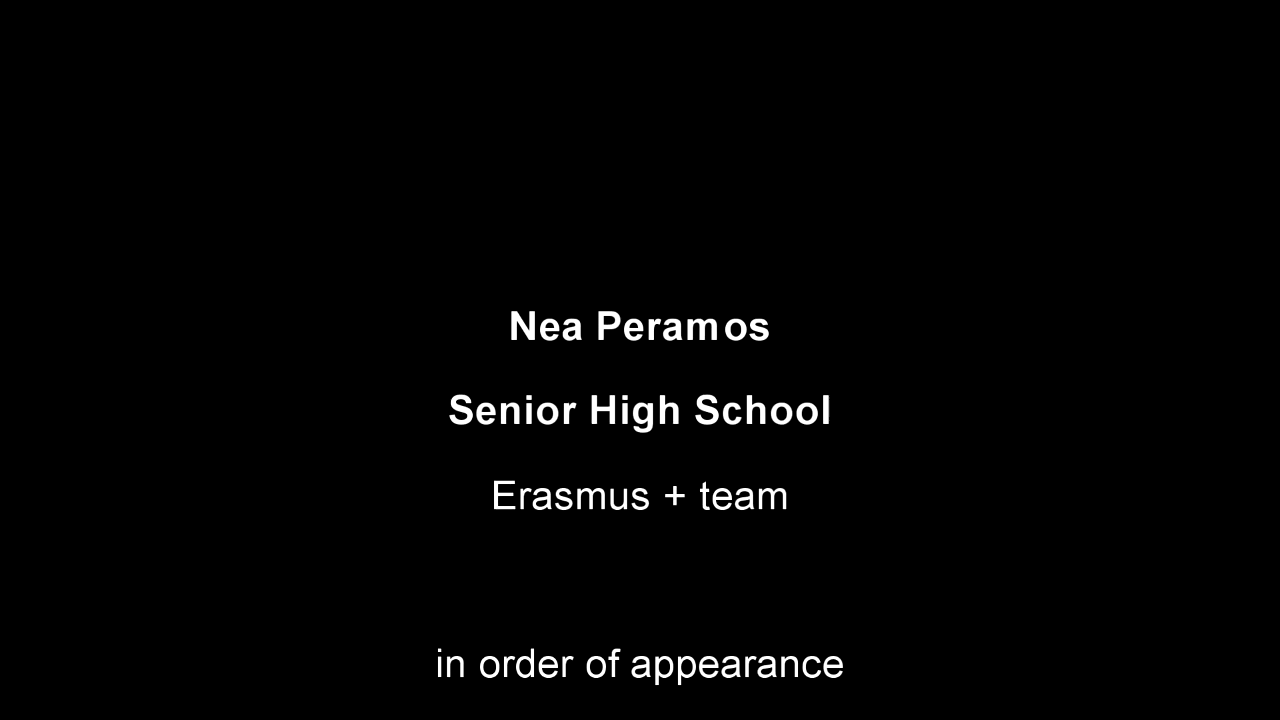 Nea Peramos
Senior High School
Erasmus + team
in order of appearance